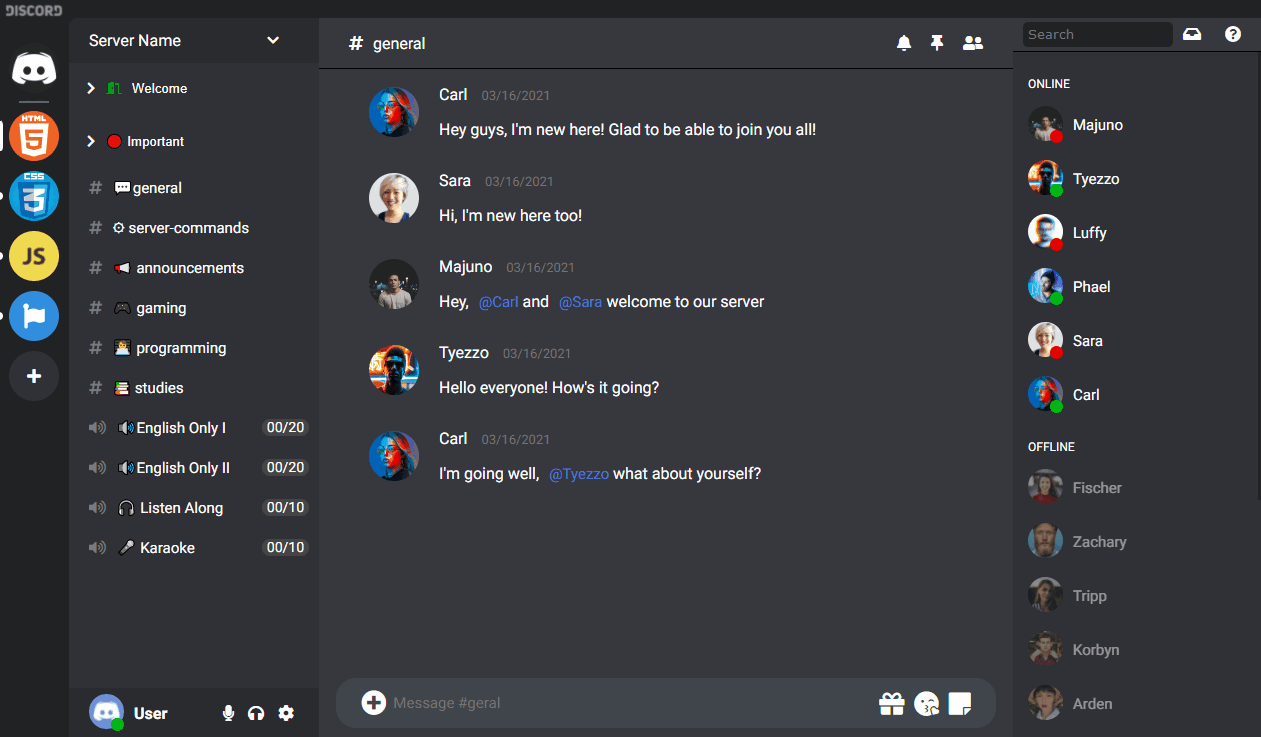 DISCORD
HTML
5
CSS
3
JS
Server Name
Welcome
Important
# general
# server-commands
# announcements
# gaming
# programming
# studies
English Only I 00/20
English Only II 00/20
Listen Along 00/10
Karaoke 00/10
User
# general
Carl 03/16/2021
Hey guys, I'm new here! Glad to be able to join you all!
Sara 03/16/2021
Hi, I'm new here too!
Majuno 03/16/2021
Hey, @Carl and @Sara welcome to our server
Tyezzo 03/16/2021
Hello everyone! How's it going?
Carl 03/16/2021
I'm going well, @Tyezzo what about yourself?
Message #geral
Search
ONLINE
Majuno
Tyezzo
Luffy
Phael
Sara
Carl
OFFLINE
Fischer
Zachary
Tripp
Korbyn
Arden